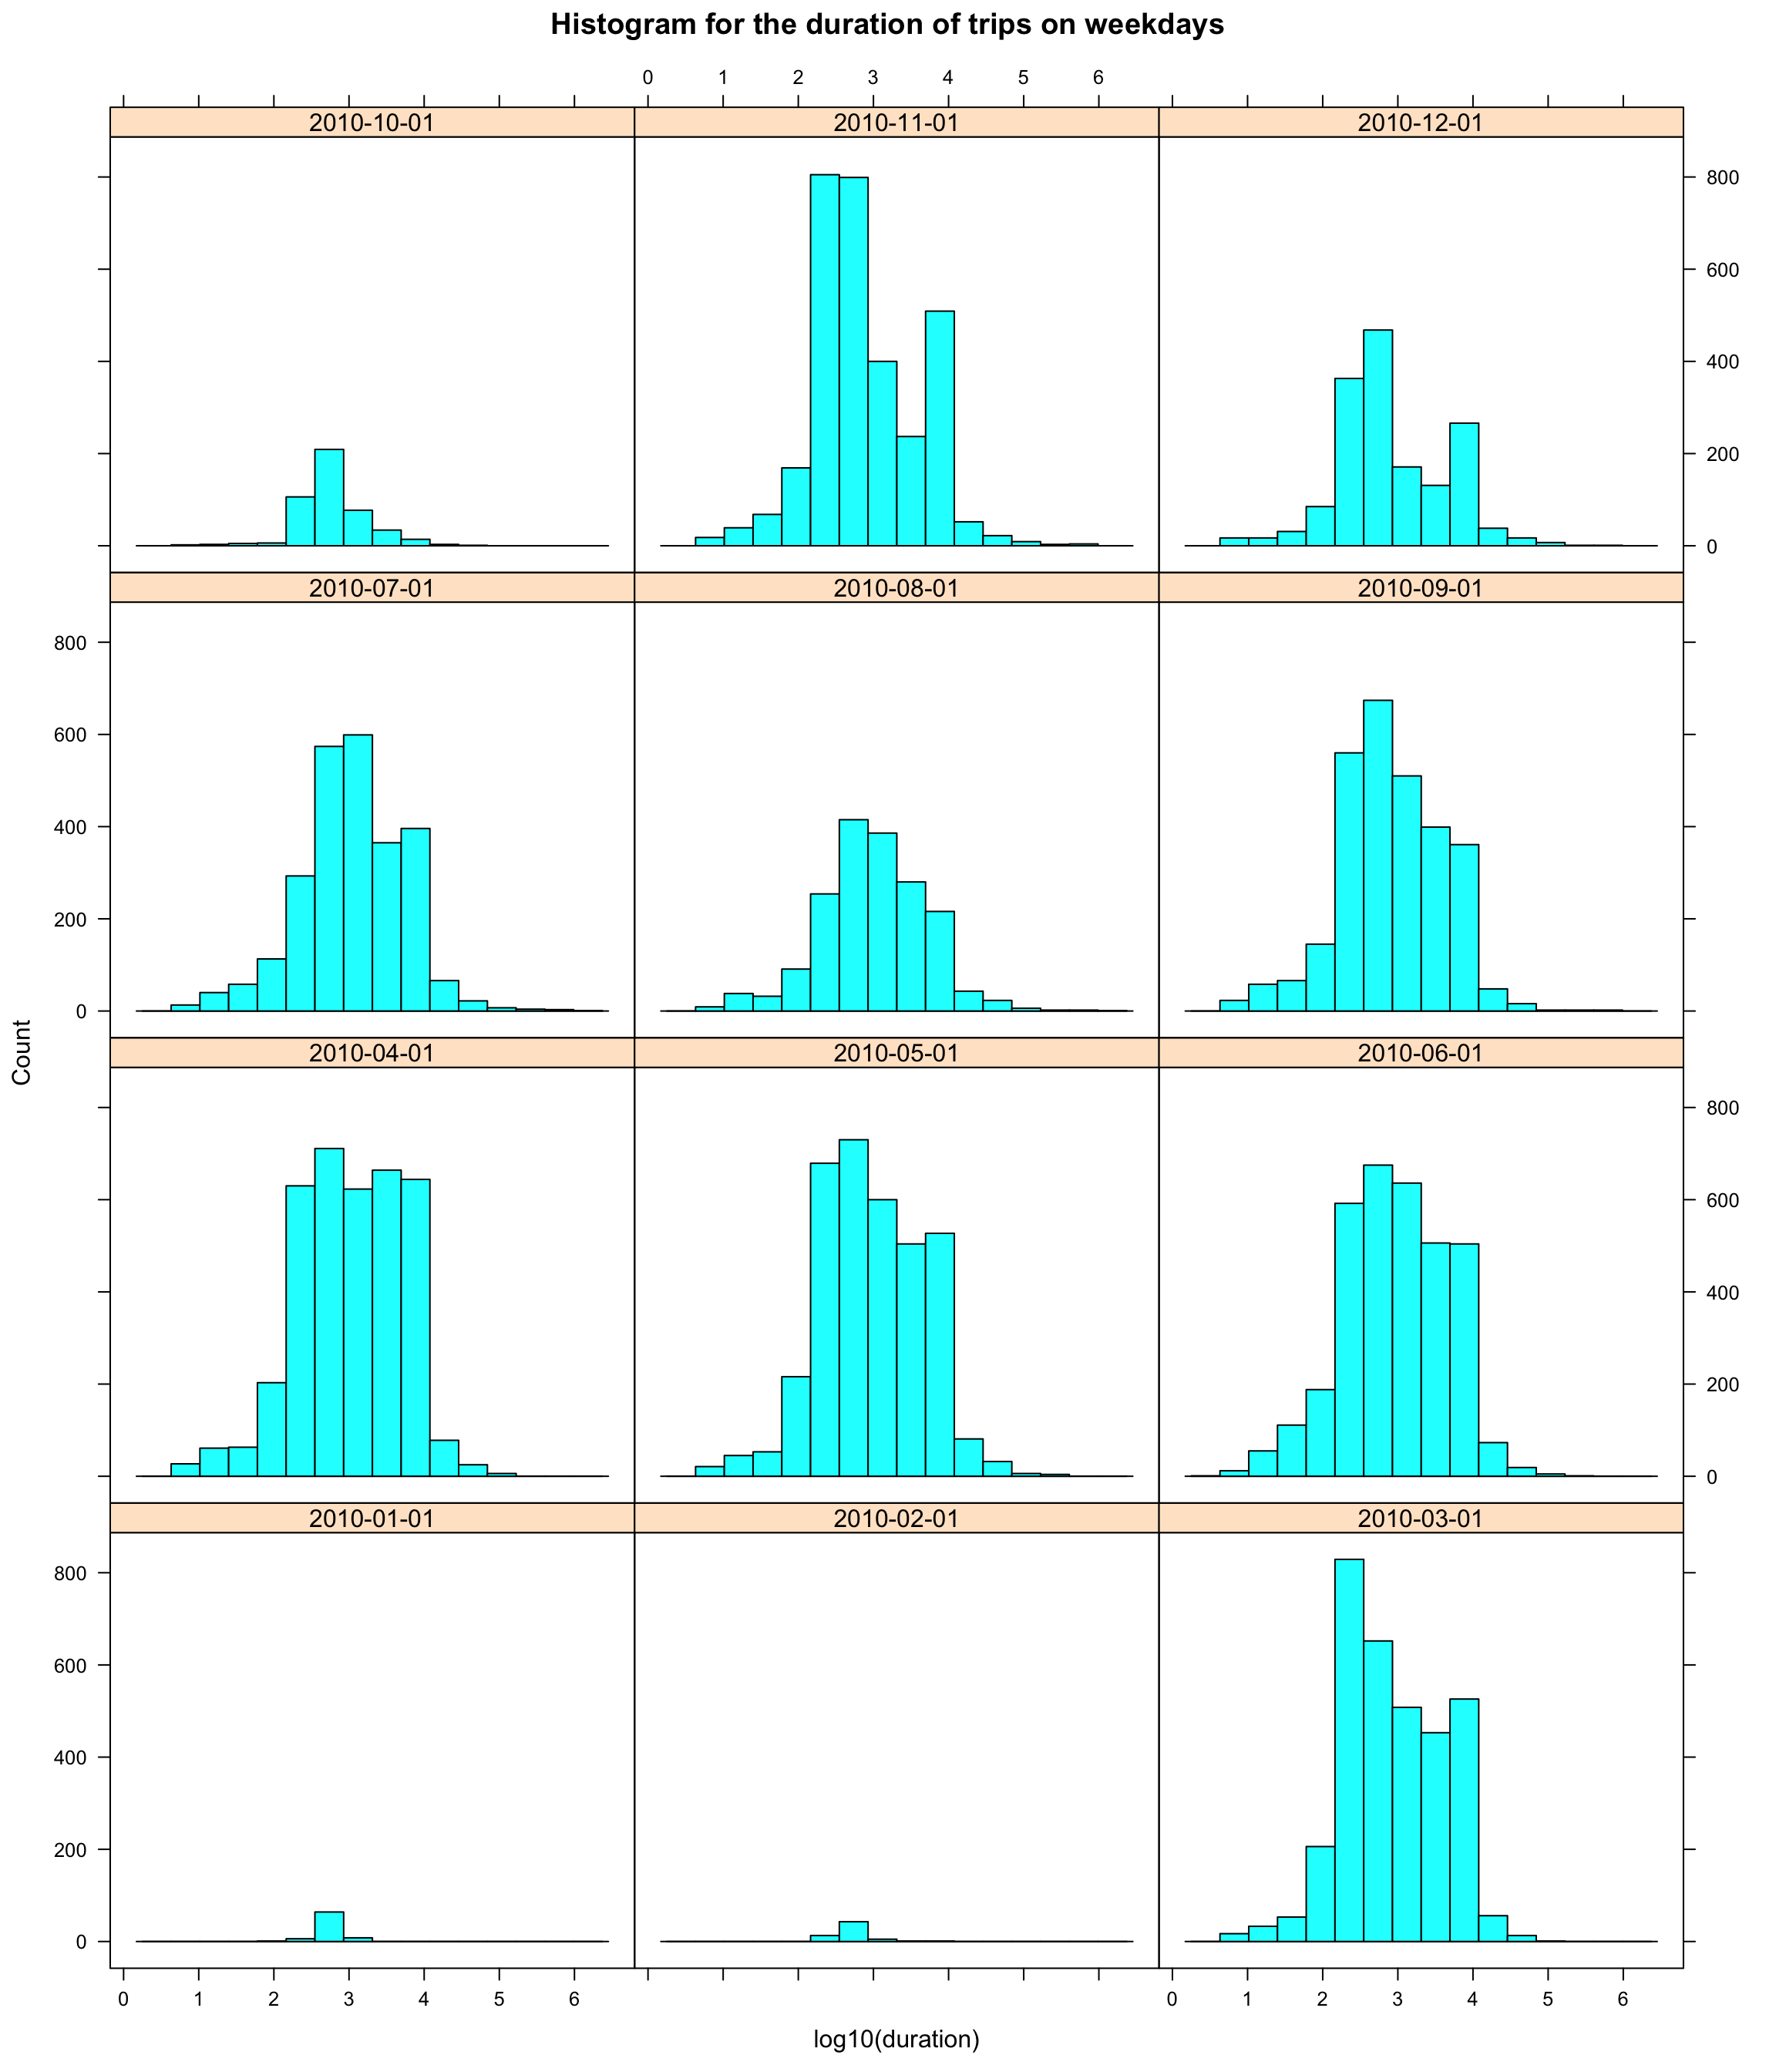 Histogram for the duration of trips on weekdays
0 1 2 3 4 5 6
2010-10-01 2010-11-01 2010-12-01
800
600
400
200
0
2010-07-01 2010-08-01 2010-09-01
800
600
400
200
0
Count
2010-04-01 2010-05-01 2010-06-01
800
600
400
200
0
2010-01-01 2010-02-01 2010-03-01
800
600
400
200
0
0 1 2 3 4 5 6 0 1 2 3 4 5 6
log10(duration)